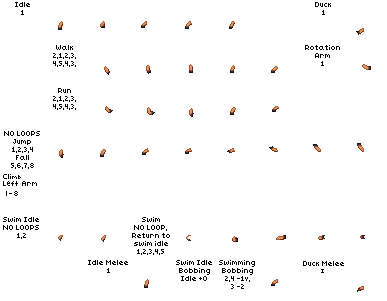 Idle
1
Duck
1
Walk
2,1,2,3,
4,5,4,3,
Rotation
Arm
1
Run
2,1,2,3,
4,5,4,3,
NO LOOPS
Jump
1,2,3,4
Fall
5,6,7,8
Climb
Left Arm
1-8
Swim Idle
NO LOOPS
1,2
Swim
NO LOOP,
Return to
swim idle
1,2,3,4,5
Swim Idle
Bobbing
Idle +0
Swimming
Bobbing
2,4 -1v,
3 -2
Idle Melee
1
Duck Melee
1